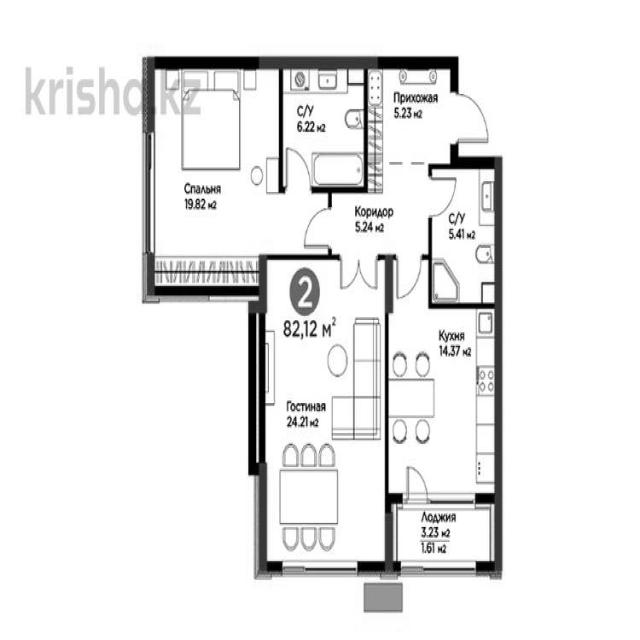 krisha.kz
Прихожая
5.23 м2
С/У
6.22 м2
Спальня
19.82 м2
Коридор
5.24 м2
С/У
5.41 м2
2
82,12 м2
Кухня
14.37 м2
Гостиная
24.21 м2
Лоджия
3.23 м2
1.61 м2